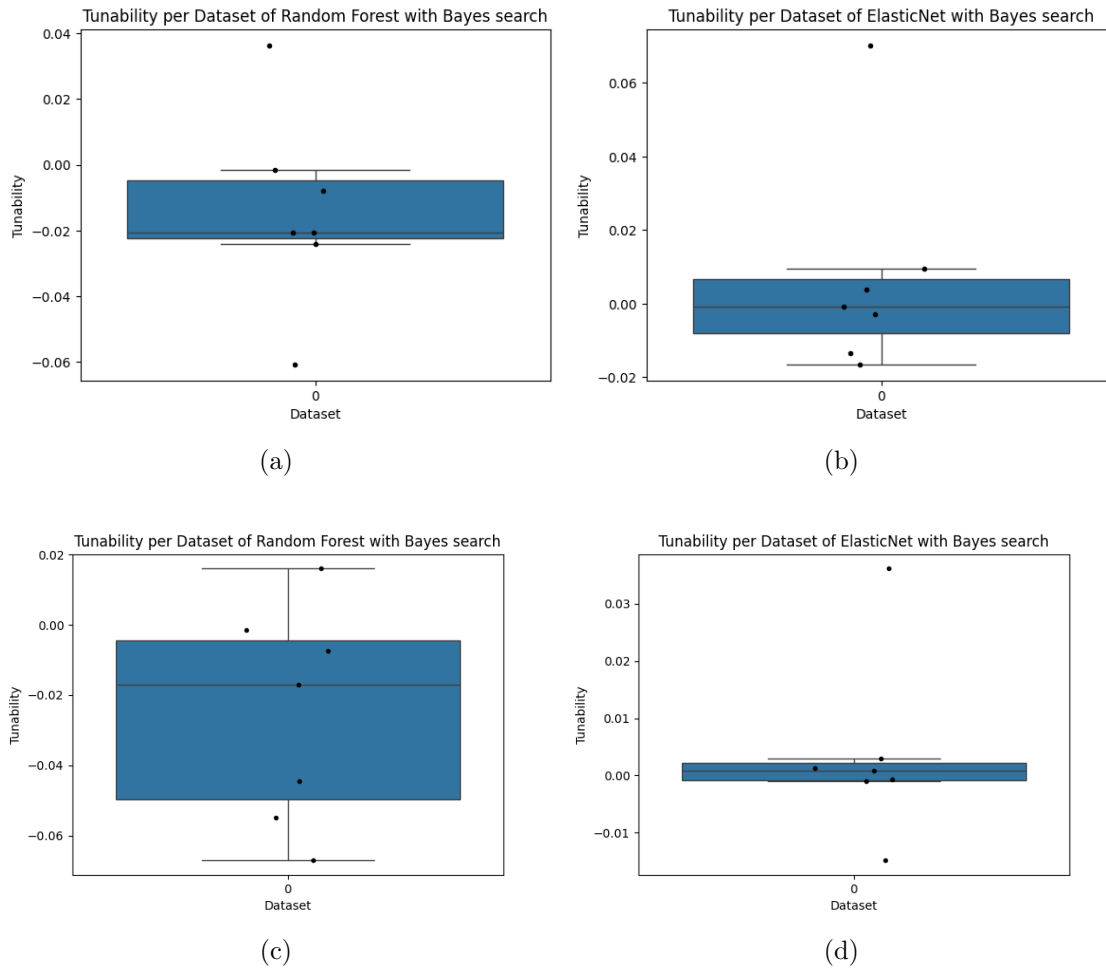 Tunability per Dataset of Random Forest with Bayes search
0.04
0.02
0.00
−0.02
−0.04
−0.06
Tunability
0
Dataset
(a)
Tunability per Dataset of ElasticNet with Bayes search
0.06
0.04
0.02
0.00
−0.02
Tunability
0
Dataset
(b)
Tunability per Dataset of Random Forest with Bayes search
0.02
0.00
−0.02
−0.04
−0.06
Tunability
0
Dataset
(c)
Tunability per Dataset of ElasticNet with Bayes search
0.03
0.02
0.01
0.00
−0.01
Tunability
0
Dataset
(d)